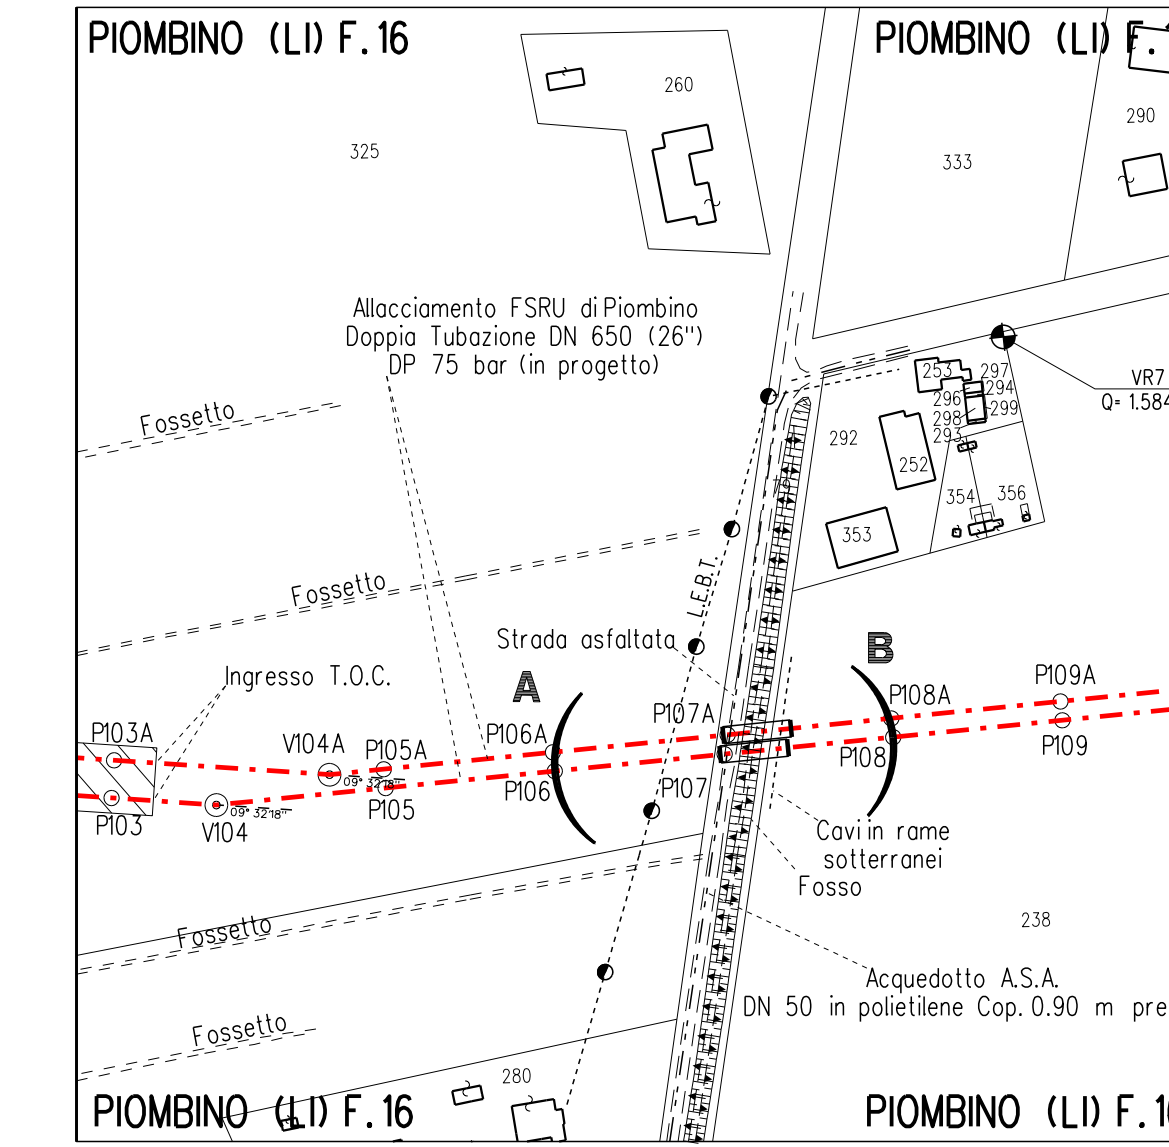 PIOMBINO (LI) F. 16
PIOMBINO (LI) F.
260
290
325
333
Allacciamento FSRU di Piombino
Doppia Tubazione DN 650 (26")
DP 75 bar (in progetto)
253
297
294
296
299
298
293
VR7
Q= 1.584
Fossetto
292
252
354
356
353
Fossetto
L.E.B.T.
Strada asfaltata
A
B
Ingresso T.O.C.
P109A
P108A
P107A
P103A
V104A
P105A
P106A
P109
P108
09° 32'18"
P106
P107
P105
P103
09° 32'18"
V104
Cavi in rame
sotterranei
Fosso
Fossetto
238
Acquedotto A.S.A.
DN 50 in polietilene Cop. 0.90 m pre
Fossetto
280
PIOMBINO (LI) F. 16
PIOMBINO (LI) F. 16